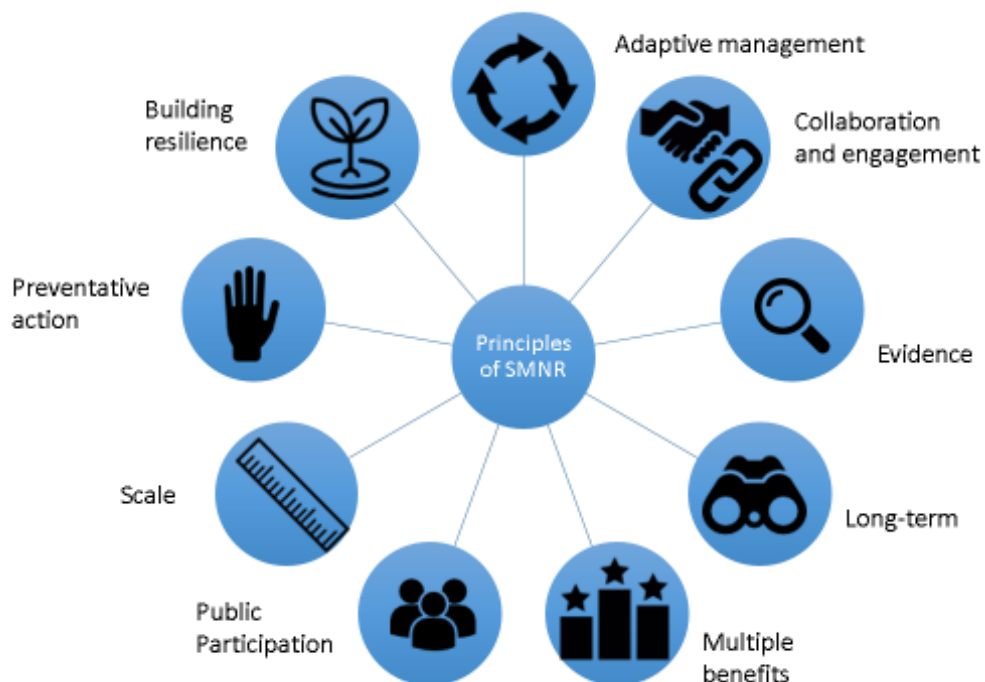 Adaptive management
Collaboration
and engagement
Evidence
Long-term
Multiple
benefits
Public
Participation
Scale
Preventative
action
Building
resilience
Principles
of SMNR